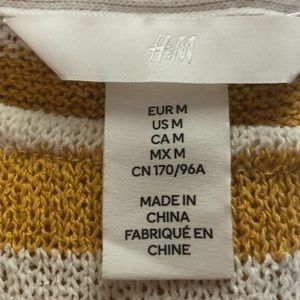 H&M
EUR M
US M
CA M
MX M
CN 170/96A
MADE IN
CHINA
FABRIQUÉ EN
CHINE